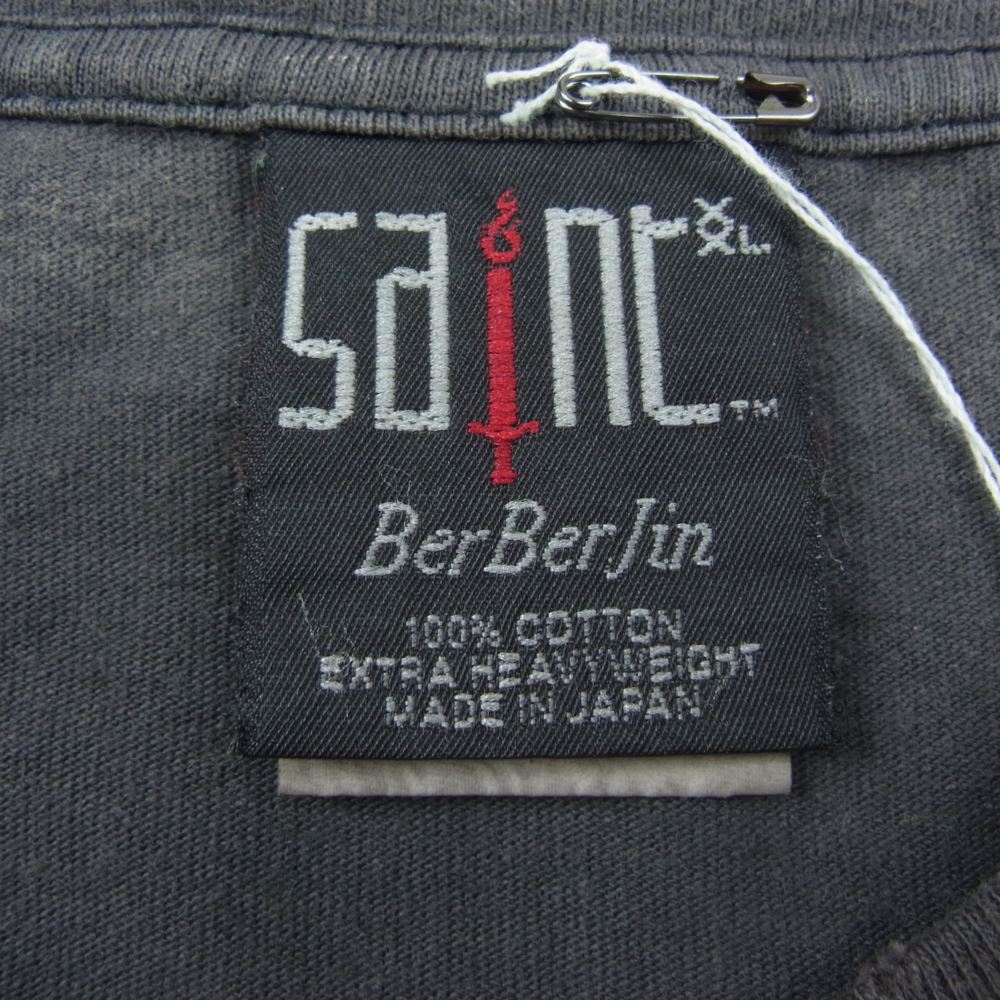 saint XL. TM
BerBerJin
100% COTTON
EXTRA HEAVYWEIGHT
MADE IN JAPAN